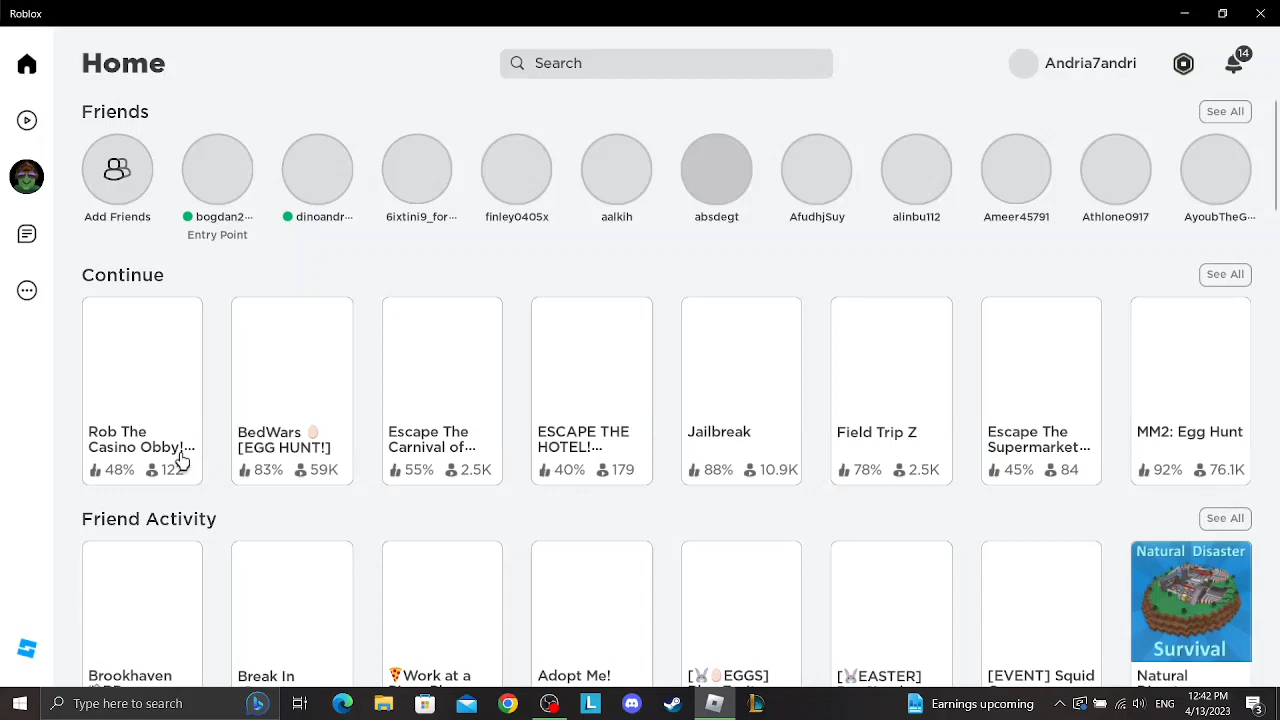 Roblox
Home
Search
Andria7andri
14
Friends
See All
Add Friends
bogdan2...
dinoandr...
6ixtini9_for...
finley0405x
aalkih
absdegt
AfudhjSuy
alinbu112
Ameer45791
Athlone0917
AyoubTheG...
Entry Point
Continue
See All
Rob The
Casino Obby!...
48% 122
BedWars 🥚
[EGG HUNT!]
83% 59K
Escape The
Carnival of...
55% 2.5K
ESCAPE THE
HOTEL!...
40% 179
Jailbreak
88% 10.9K
Field Trip Z
78% 2.5K
Escape The
Supermarket...
45% 84
MM2: Egg Hunt
92% 76.1K
Friend Activity
See All
Brookhaven
Break In
🍕Work at a
Adopt Me!
[🐰🥚EGGS]
[🐰EASTER]
[EVENT] Squid
Natural Disaster
Survival
Natural
Type here to search
Earnings upcoming
ENG
12:42 PM
4/13/2023
3